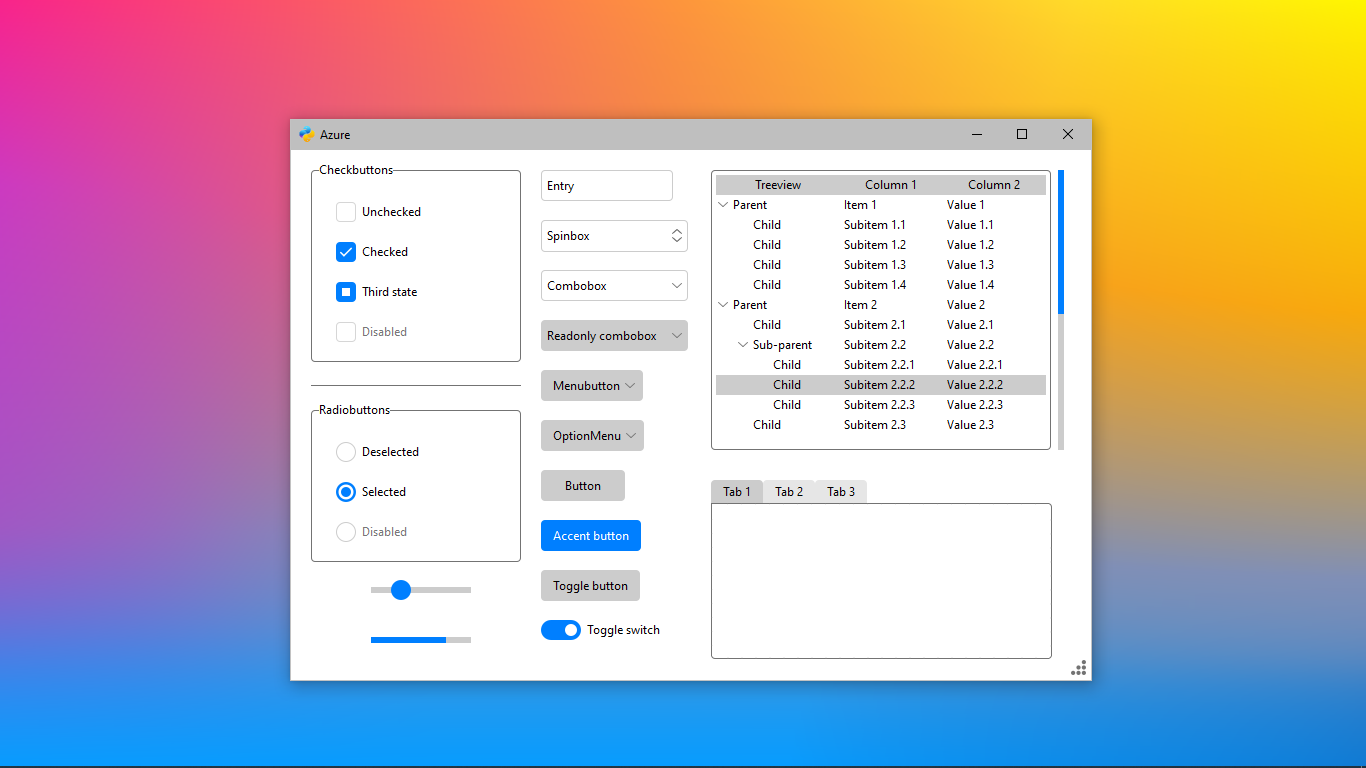 Azure
Checkbuttons
Unchecked
Checked
Third state
Disabled
Radiobuttons
Deselected
Selected
Disabled
Entry
Spinbox
Combobox
Readonly combobox
Menubutton
OptionMenu
Button
Accent button
Toggle button
Toggle switch
Treeview Column 1 Column 2
Parent Item 1 Value 1
Child Subitem 1.1 Value 1.1
Child Subitem 1.2 Value 1.2
Child Subitem 1.3 Value 1.3
Child Subitem 1.4 Value 1.4
Parent Item 2 Value 2
Child Subitem 2.1 Value 2.1
Sub-parent Subitem 2.2 Value 2.2
Child Subitem 2.2.1 Value 2.2.1
Child Subitem 2.2.2 Value 2.2.2
Child Subitem 2.2.3 Value 2.2.3
Child Subitem 2.3 Value 2.3
Tab 1 Tab 2 Tab 3